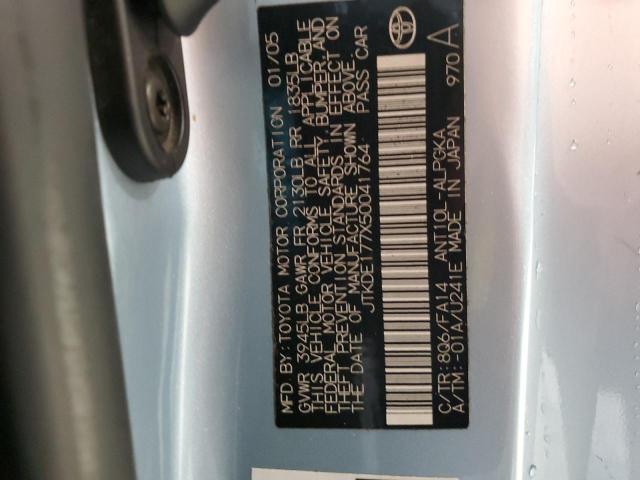 MFD. BY: TOYOTA MOTOR CORPORATION 01/05
GVWR 3945LB GAWR FR 2130LB RR 1835LB
THIS VEHICLE CONFORMS TO ALL APPLICABLE
FEDERAL MOTOR VEHICLE SAFETY, BUMPER, AND
THEFT PREVENTION STANDARDS IN EFFECT ON
THE DATE OF MANUFACTURE SHOWN ABOVE.
JTKDE177X50041764 PASS CAR
C/TR: 8Q6/FA14 ANT10L-ALPGKA
A/TM: -01A/U241E MADE IN JAPAN 970 A